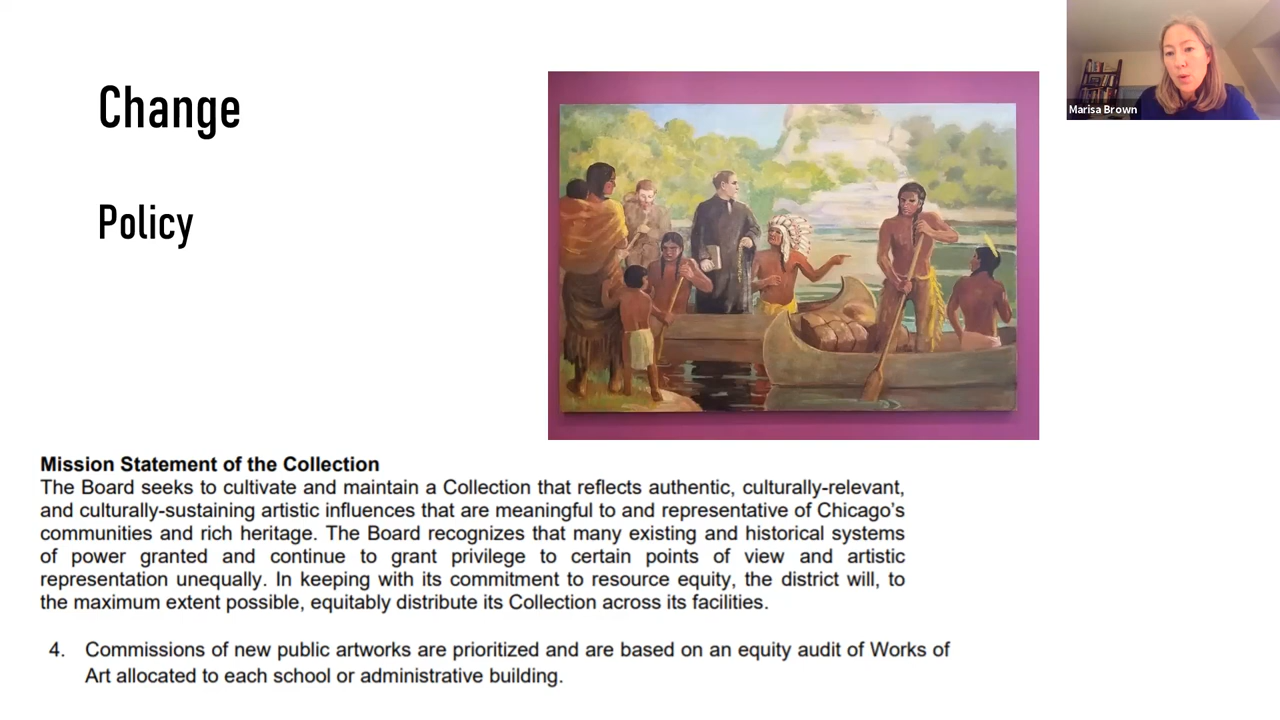 Change
Marisa Brown
Policy
Mission Statement of the Collection
The Board seeks to cultivate and maintain a Collection that reflects authentic, culturally-relevant,
and culturally-sustaining artistic influences that are meaningful to and representative of Chicago's
communities and rich heritage. The Board recognizes that many existing and historical systems
of power granted and continue to grant privilege to certain points of view and artistic
representation unequally. In keeping with its commitment to resource equity, the district will, to
the maximum extent possible, equitably distribute its Collection across its facilities.
4. Commissions of new public artworks are prioritized and are based on an equity audit of Works of
Art allocated to each school or administrative building.